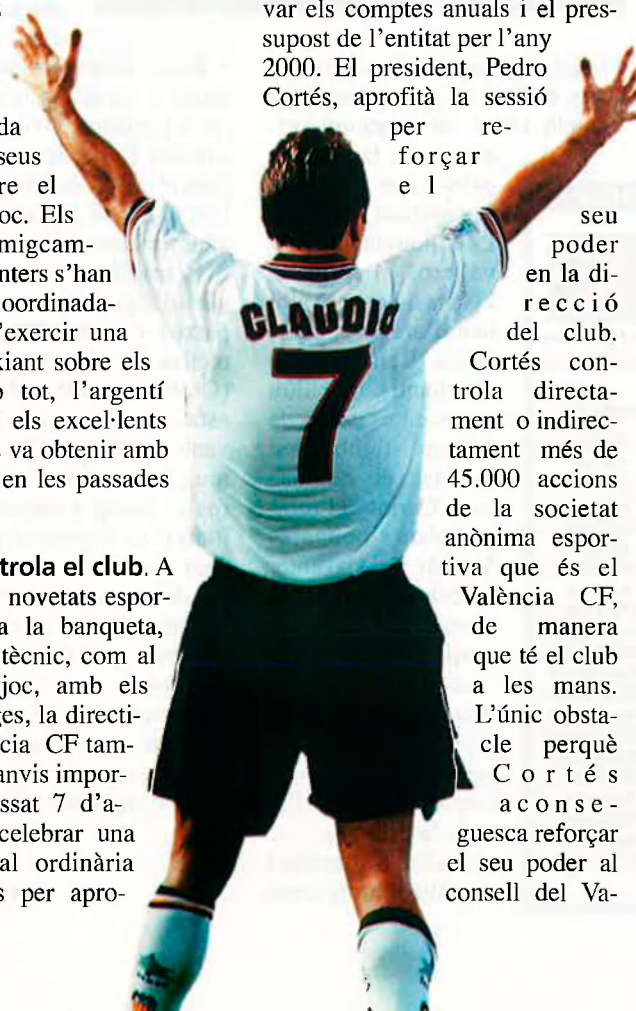 da
seus
re el
oc. Els
migcam-
nters s'han
oordinada-
'exercir una
xiant sobre els
tot, l'argentí
els excel·lents
va obtenir amb
en les passades
trola el club. A
novetats espor-
a la banqueta,
tècnic, com al
joc, amb els
ges, la directi-
cia CF tam-
anvis impor-
ssat 7 d'a-
celebrar una
al ordinària
s per apro-
var els comptes anuals i el pres-
supost de l'entitat per l'any
2000. El president, Pedro
Cortés, aprofità la sessió
per re-
forçar
el
seu
poder
en la di-
recció
del club.
Cortés con-
trola directa-
ment o indirec-
tament més de
45.000 accions
de la societat
anònima espor-
tiva que és el
València CF,
de manera
que té el club
a les mans.
L'únic obsta-
cle perquè
Cortés
aconse-
guesca reforçar
el seu poder al
consell del Va-
CLAUDIO
7